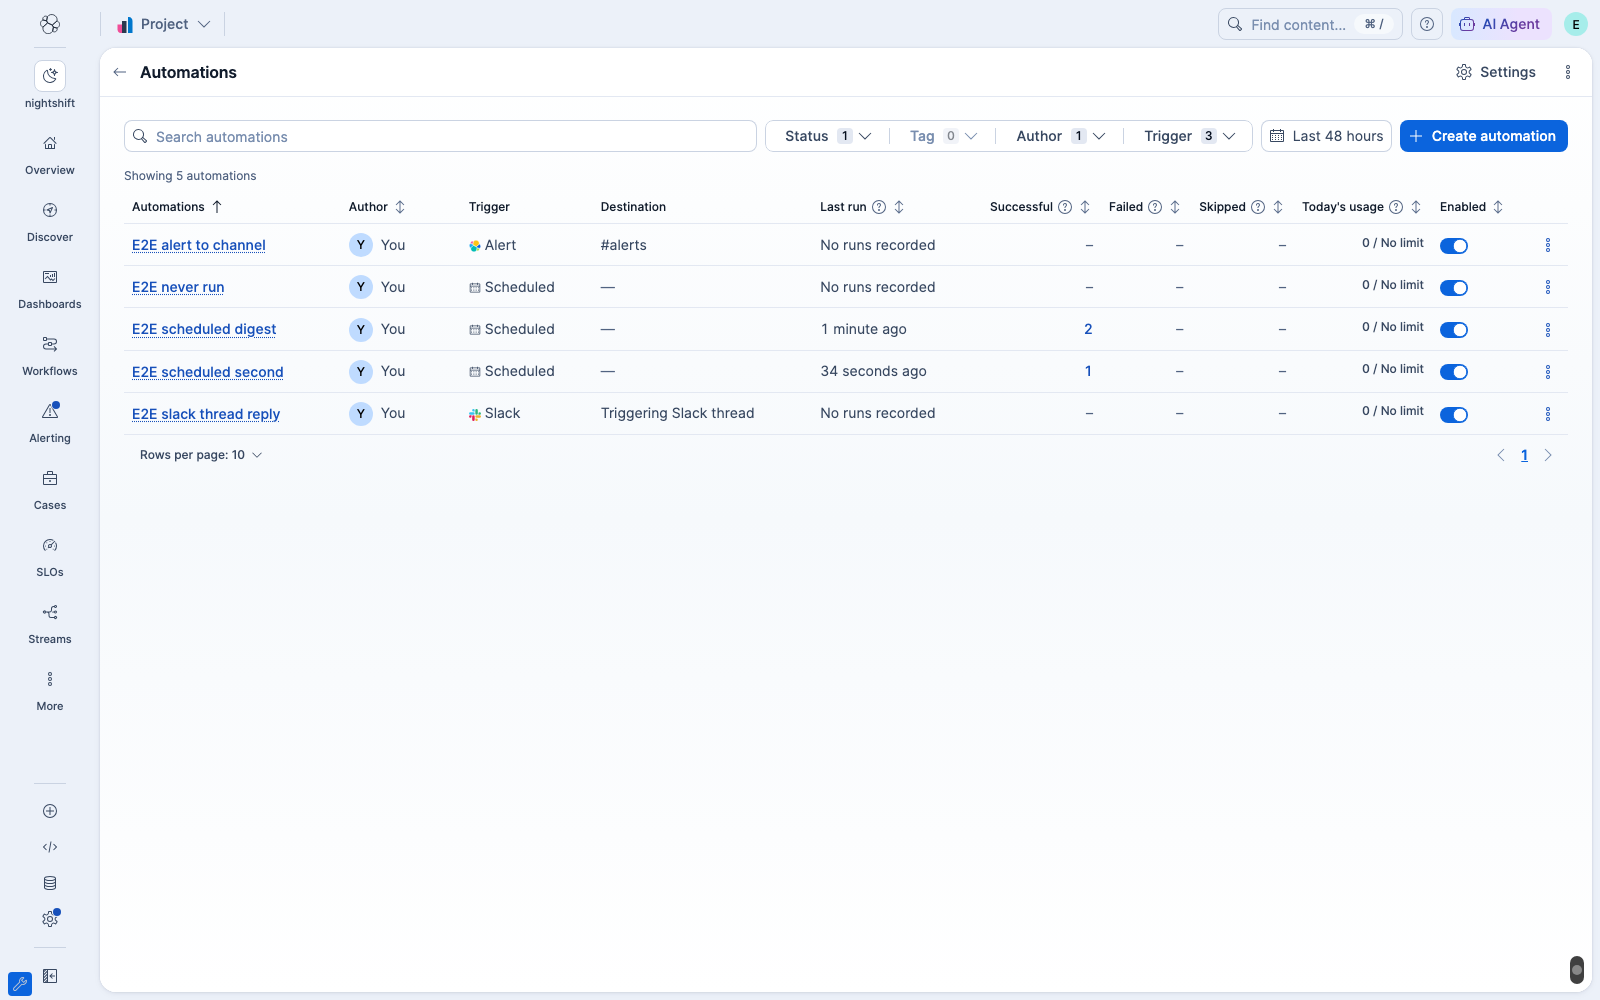 Project
Find content... ⌘ /
AI Agent
E
nightshift
Overview
Discover
Dashboards
Workflows
Alerting
Cases
SLOs
Streams
More
Automations
Settings
Search automations
Status 1
Tag 0
Author 1
Trigger 3
Last 48 hours
Create automation
Showing 5 automations
Automations Author Trigger Destination Last run Successful Failed Skipped Today's usage Enabled
E2E alert to channel Y You Alert #alerts No runs recorded – – – 0 / No limit
E2E never run Y You Scheduled — No runs recorded – – – 0 / No limit
E2E scheduled digest Y You Scheduled — 1 minute ago 2 – – 0 / No limit
E2E scheduled second Y You Scheduled — 34 seconds ago 1 – – 0 / No limit
E2E slack thread reply Y You Slack Triggering Slack thread No runs recorded – – – 0 / No limit
Rows per page: 10
1